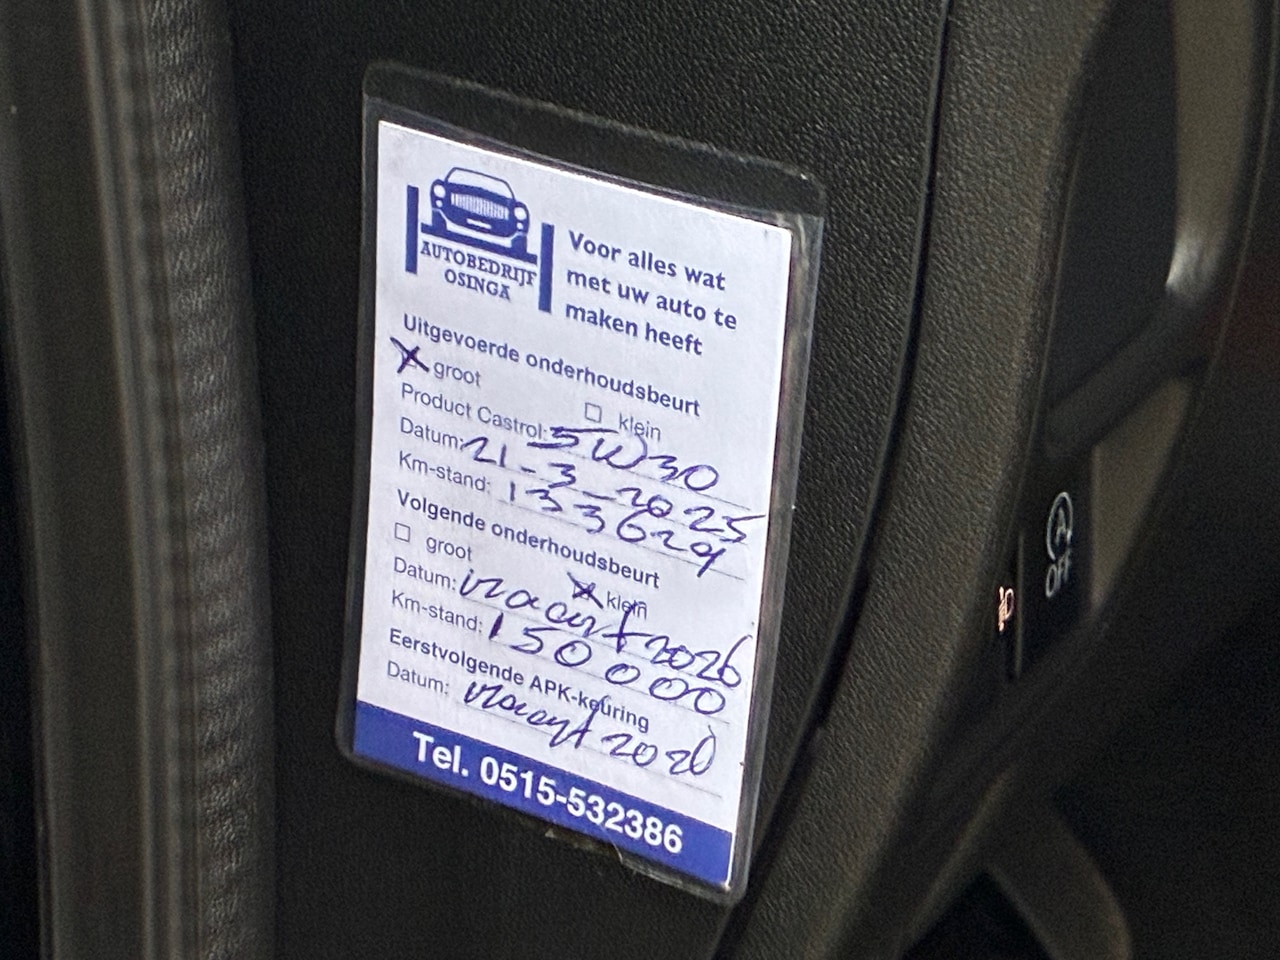 AUTOBEDRIJF
OSINGA
Voor alles wat
met uw auto te
maken heeft
Uitgevoerde onderhoudsbeurt
X groot ☐ klein
Product Castrol: 5W30
Datum: 21-3-2025
Km-stand: 133629
Volgende onderhoudsbeurt
☐ groot X klein
Datum: maart 2026
Km-stand: 150000
Eerstvolgende APK-keuring
Datum: maart 2026
Tel. 0515-532386
A
OFF